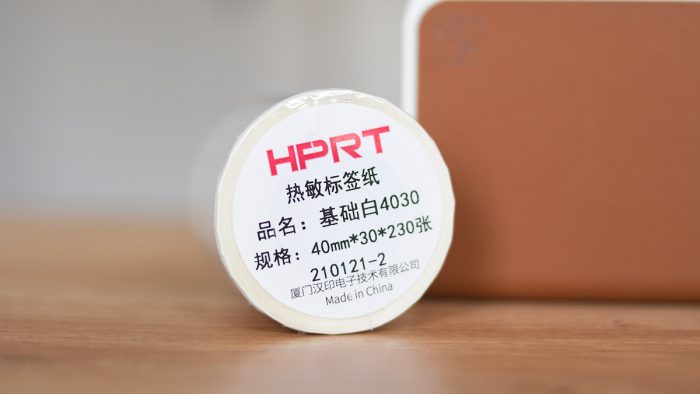 HPRT
热敏标签纸
品名：基础白4030
规格：40mm*30*230张
210121-2
厦门汉印电子技术有限公司
Made in China